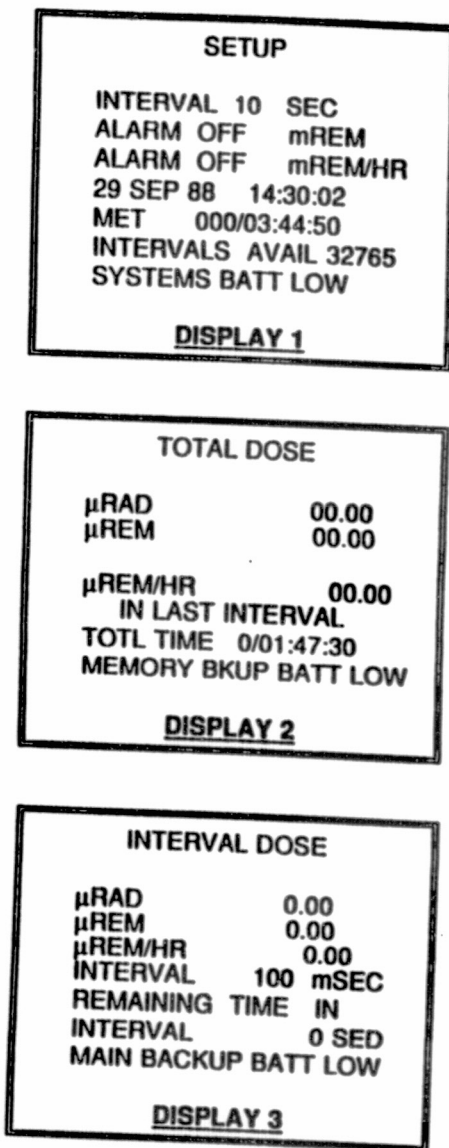 SETUP
INTERVAL 10 SEC
ALARM OFF mREM
ALARM OFF mREM/HR
29 SEP 88 14:30:02
MET 000/03:44:50
INTERVALS AVAIL 32765
SYSTEMS BATT LOW
DISPLAY 1
TOTAL DOSE
µRAD 00.00
µREM 00.00
µREM/HR 00.00
IN LAST INTERVAL
TOTL TIME 0/01:47:30
MEMORY BKUP BATT LOW
DISPLAY 2
INTERVAL DOSE
µRAD 0.00
µREM 0.00
µREM/HR 0.00
INTERVAL 100 mSEC
REMAINING TIME IN
INTERVAL 0 SED
MAIN BACKUP BATT LOW
DISPLAY 3